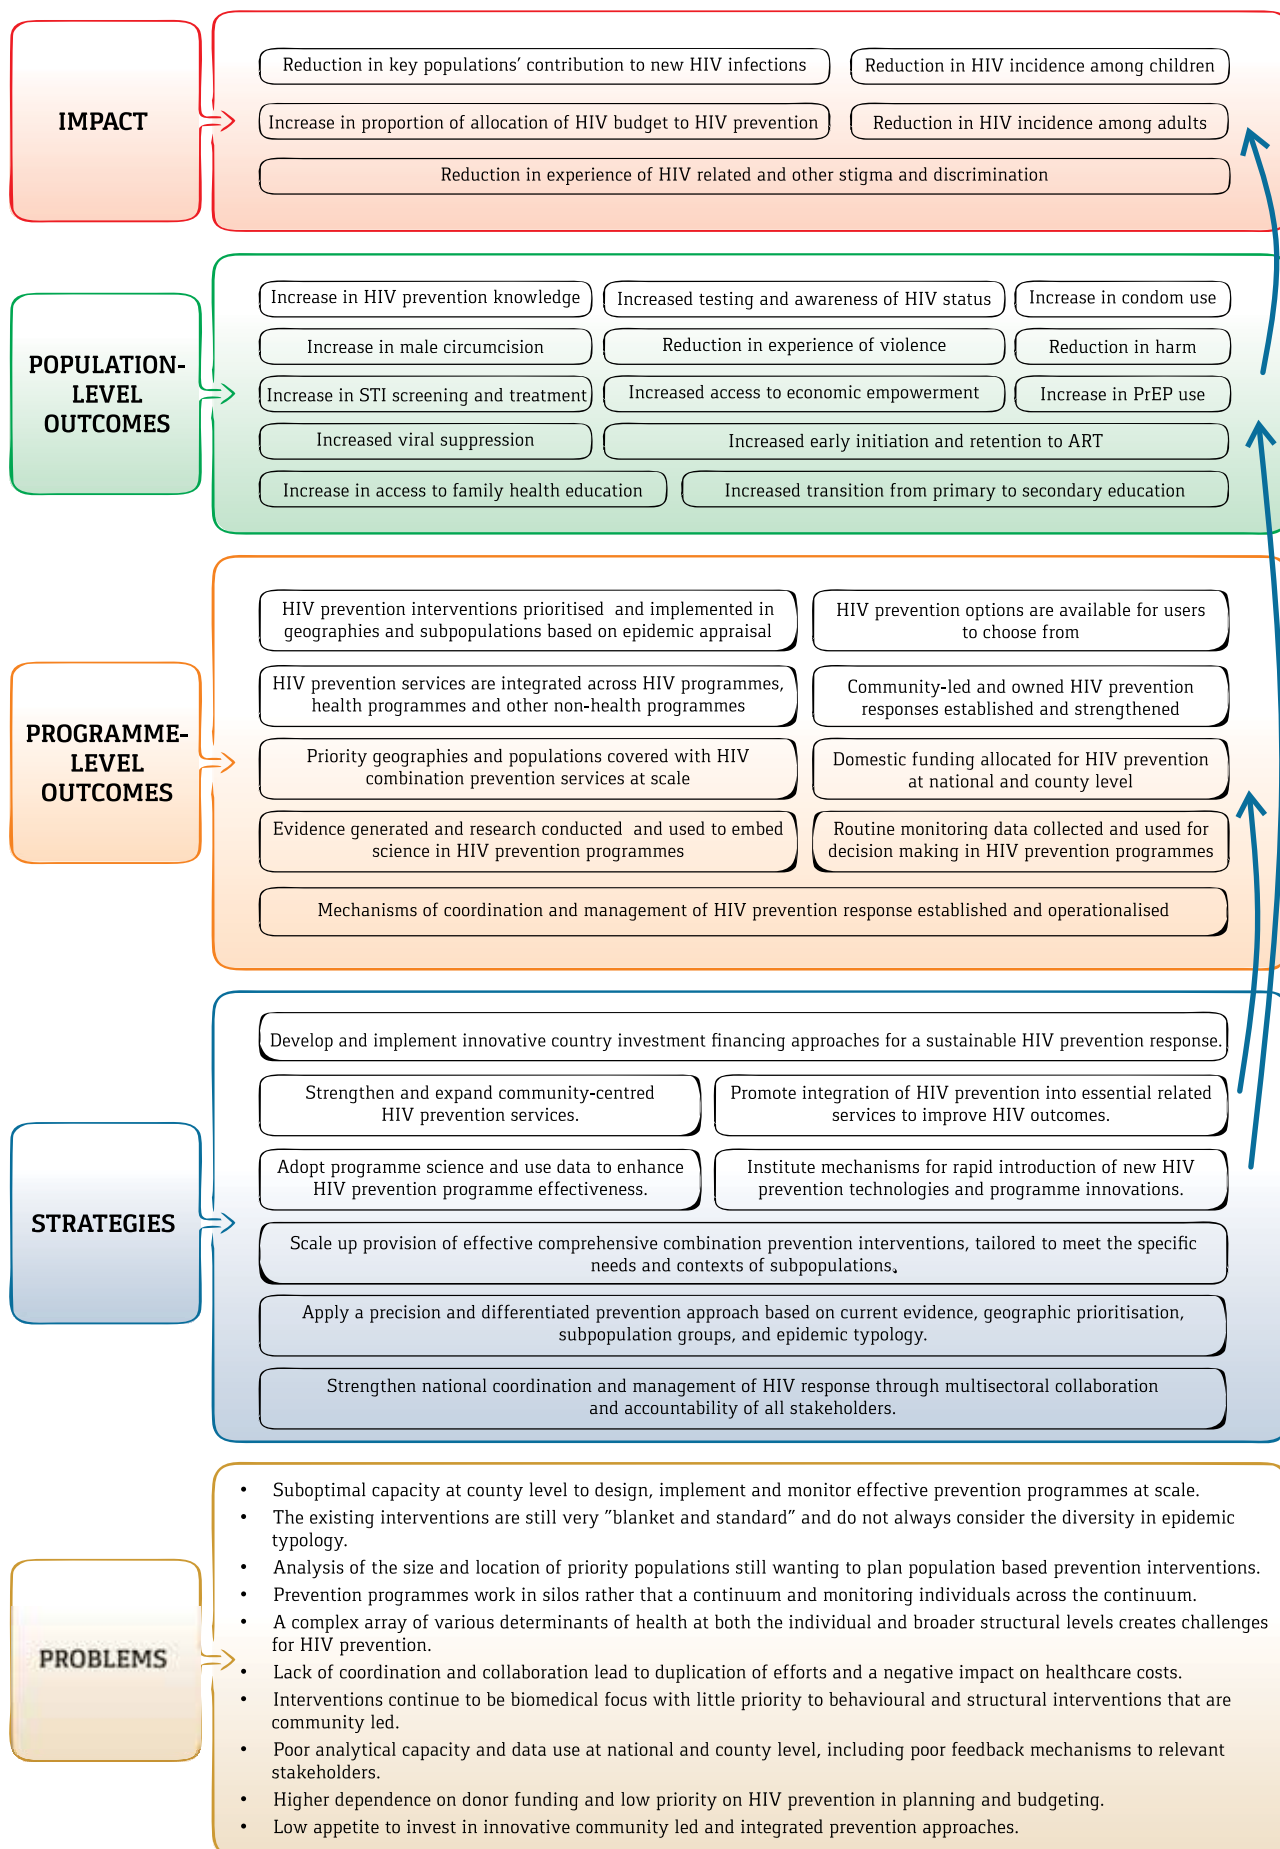 IMPACT
Reduction in key populations’ contribution to new HIV infections
Reduction in HIV incidence among children
Increase in proportion of allocation of HIV budget to HIV prevention
Reduction in HIV incidence among adults
Reduction in experience of HIV related and other stigma and discrimination
POPULATION-
LEVEL
OUTCOMES
Increase in HIV prevention knowledge
Increased testing and awareness of HIV status
Increase in condom use
Increase in male circumcision
Reduction in experience of violence
Reduction in harm
Increase in STI screening and treatment
Increased access to economic empowerment
Increase in PrEP use
Increased viral suppression
Increased early initiation and retention to ART
Increase in access to family health education
Increased transition from primary to secondary education
PROGRAMME-
LEVEL
OUTCOMES
HIV prevention interventions prioritised and implemented in
geographies and subpopulations based on epidemic appraisal
HIV prevention options are available for users
to choose from
HIV prevention services are integrated across HIV programmes,
health programmes and other non-health programmes
Community-led and owned HIV prevention
responses established and strengthened
Priority geographies and populations covered with HIV
combination prevention services at scale
Domestic funding allocated for HIV prevention
at national and county level
Evidence generated and research conducted and used to embed
science in HIV prevention programmes
Routine monitoring data collected and used for
decision making in HIV prevention programmes
Mechanisms of coordination and management of HIV prevention response established and operationalised
STRATEGIES
Develop and implement innovative country investment financing approaches for a sustainable HIV prevention response.
Strengthen and expand community-centred
HIV prevention services.
Promote integration of HIV prevention into essential related
services to improve HIV outcomes.
Adopt programme science and use data to enhance
HIV prevention programme effectiveness.
Institute mechanisms for rapid introduction of new HIV
prevention technologies and programme innovations.
Scale up provision of effective comprehensive combination prevention interventions, tailored to meet the specific
needs and contexts of subpopulations.
Apply a precision and differentiated prevention approach based on current evidence, geographic prioritisation,
subpopulation groups, and epidemic typology.
Strengthen national coordination and management of HIV response through multisectoral collaboration
and accountability of all stakeholders.
PROBLEMS
• Suboptimal capacity at county level to design, implement and monitor effective prevention programmes at scale.
• The existing interventions are still very ”blanket and standard” and do not always consider the diversity in epidemic
typology.
• Analysis of the size and location of priority populations still wanting to plan population based prevention interventions.
• Prevention programmes work in silos rather that a continuum and monitoring individuals across the continuum.
• A complex array of various determinants of health at both the individual and broader structural levels creates challenges
for HIV prevention.
• Lack of coordination and collaboration lead to duplication of efforts and a negative impact on healthcare costs.
• Interventions continue to be biomedical focus with little priority to behavioural and structural interventions that are
community led.
• Poor analytical capacity and data use at national and county level, including poor feedback mechanisms to relevant
stakeholders.
• Higher dependence on donor funding and low priority on HIV prevention in planning and budgeting.
• Low appetite to invest in innovative community led and integrated prevention approaches.